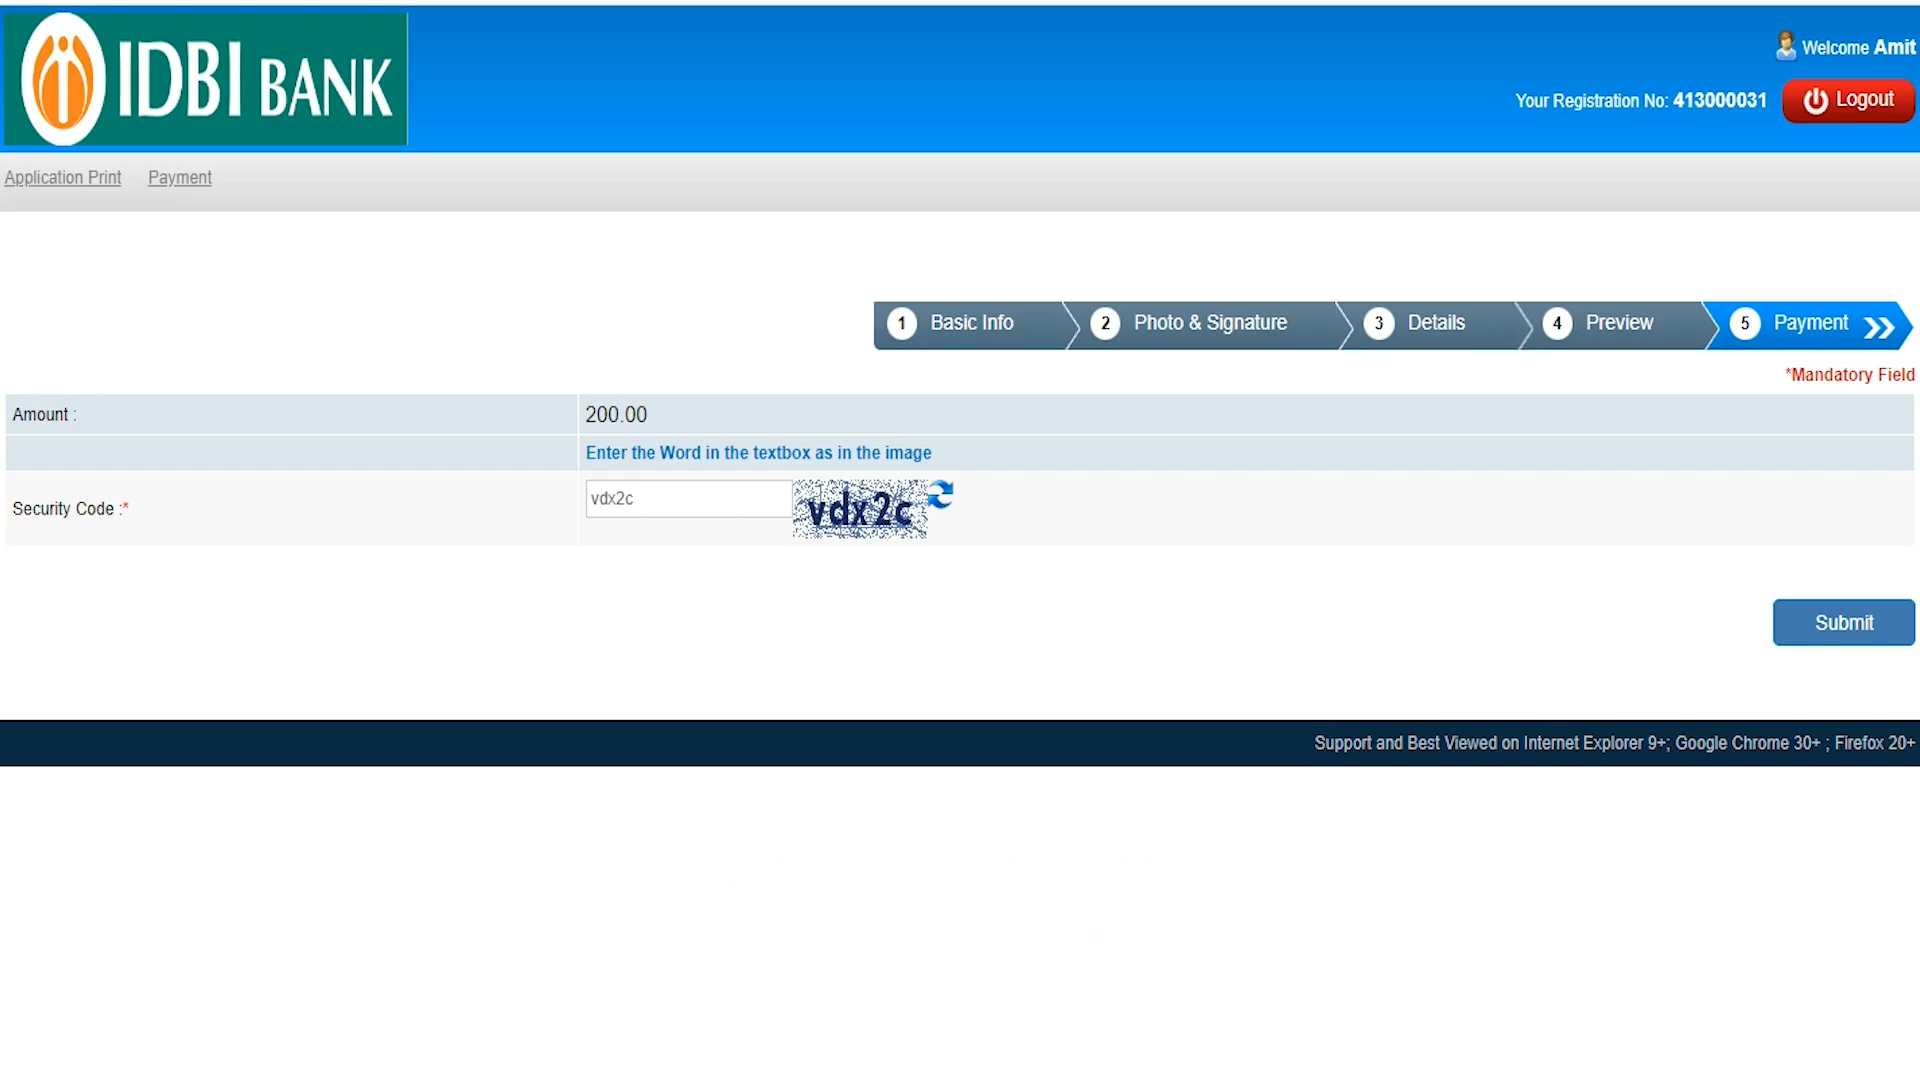 IDBI BANK
Welcome Amit
Your Registration No: 413000031
Logout
Application Print
Payment
1 Basic Info
2 Photo & Signature
3 Details
4 Preview
5 Payment
*Mandatory Field
Amount :
200.00
Enter the Word in the textbox as in the image
Security Code :*
vdx2c
vdx2c
Submit
Support and Best Viewed on Internet Explorer 9+; Google Chrome 30+ ; Firefox 20+